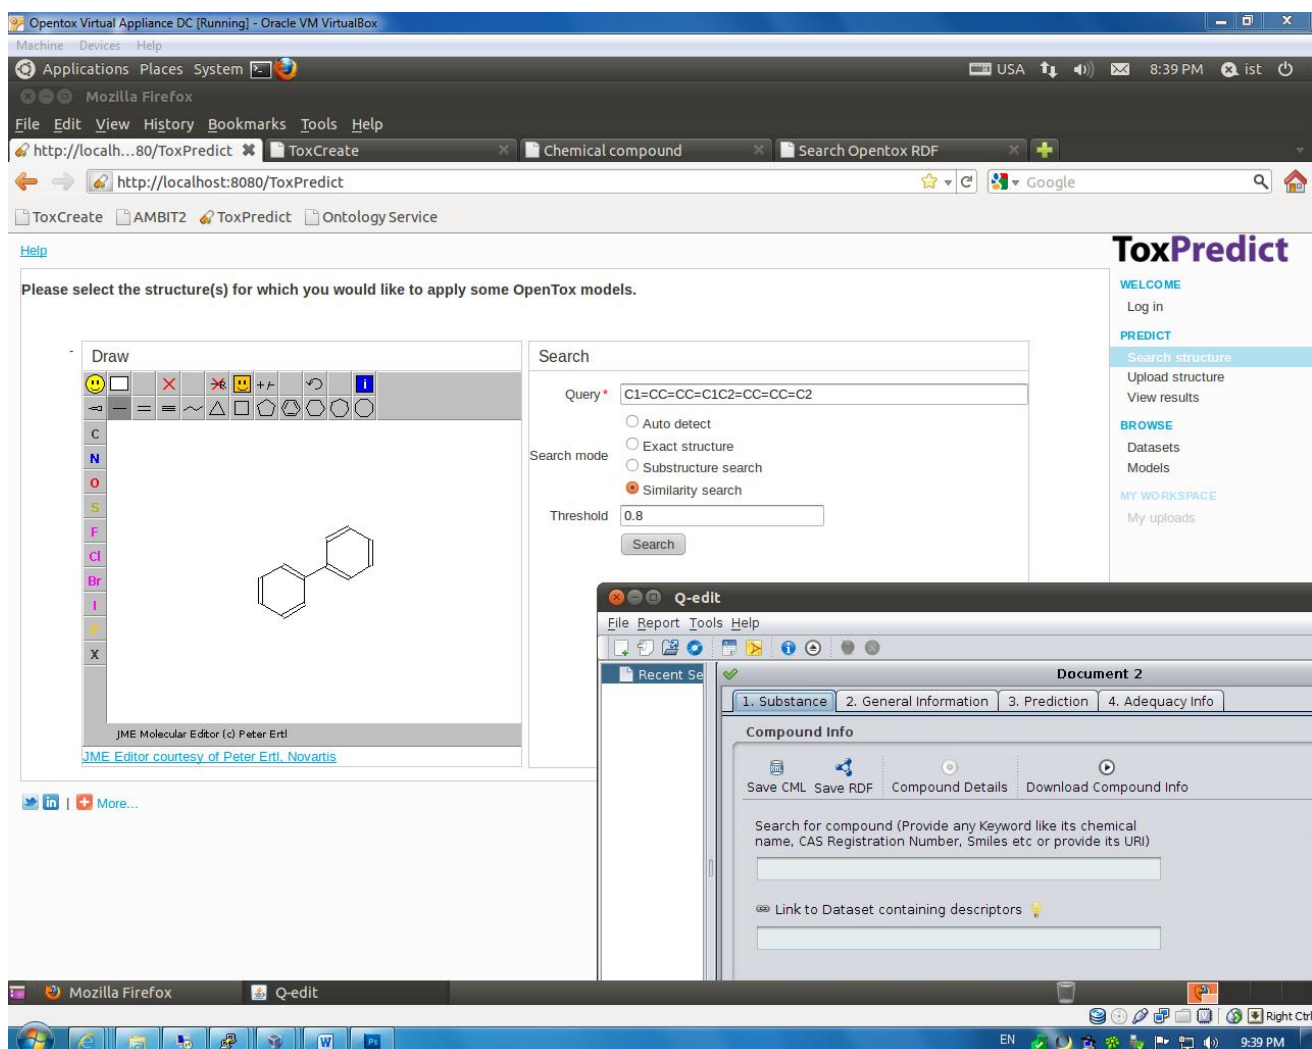 Opentox Virtual Appliance DC [Running] - Oracle VM VirtualBox
Machine Devices Help
Applications Places System USA 8:39 PM ist
Mozilla Firefox
File Edit View History Bookmarks Tools Help
http://localh...80/ToxPredict ToxCreate Chemical compound Search Opentox RDF
http://localhost:8080/ToxPredict Google
ToxCreate AMBIT2 ToxPredict Ontology Service
Help
ToxPredict
WELCOME
Log in
PREDICT
Search structure
Upload structure
View results
BROWSE
Datasets
Models
MY WORKSPACE
My uploads
Please select the structure(s) for which you would like to apply some OpenTox models.
- Draw
+/-
i
C
N
O
S
F
Cl
Br
I
P
X
JME Molecular Editor (c) Peter Ertl
JME Editor courtesy of Peter Ertl, Novartis
Search
Query * C1=CC=CC=C1C2=CC=CC=C2
Search mode
Auto detect
Exact structure
Substructure search
Similarity search
Threshold 0.8
Search
in | More...
Q-edit
File Report Tools Help
Recent Se
Document 2
1. Substance 2. General Information 3. Prediction 4. Adequacy Info
Compound Info
Save CML Save RDF Compound Details Download Compound Info
Search for compound (Provide any Keyword like its chemical
name, CAS Registration Number, Smiles etc or provide its URI)
Link to Dataset containing descriptors
Mozilla Firefox Q-edit
Right Ctrl
W Ps EN 9:39 PM